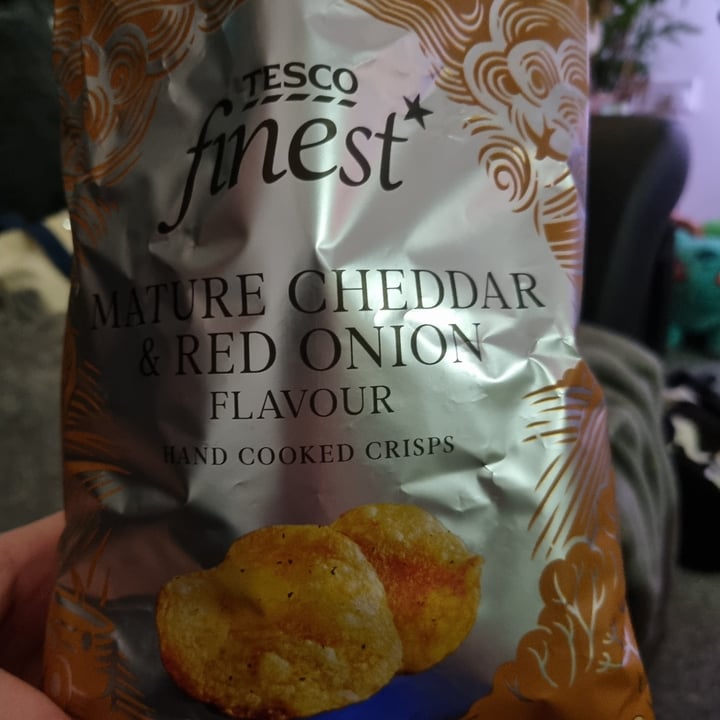 TESCO
finest*
MATURE CHEDDAR
& RED ONION
FLAVOUR
HAND COOKED CRISPS